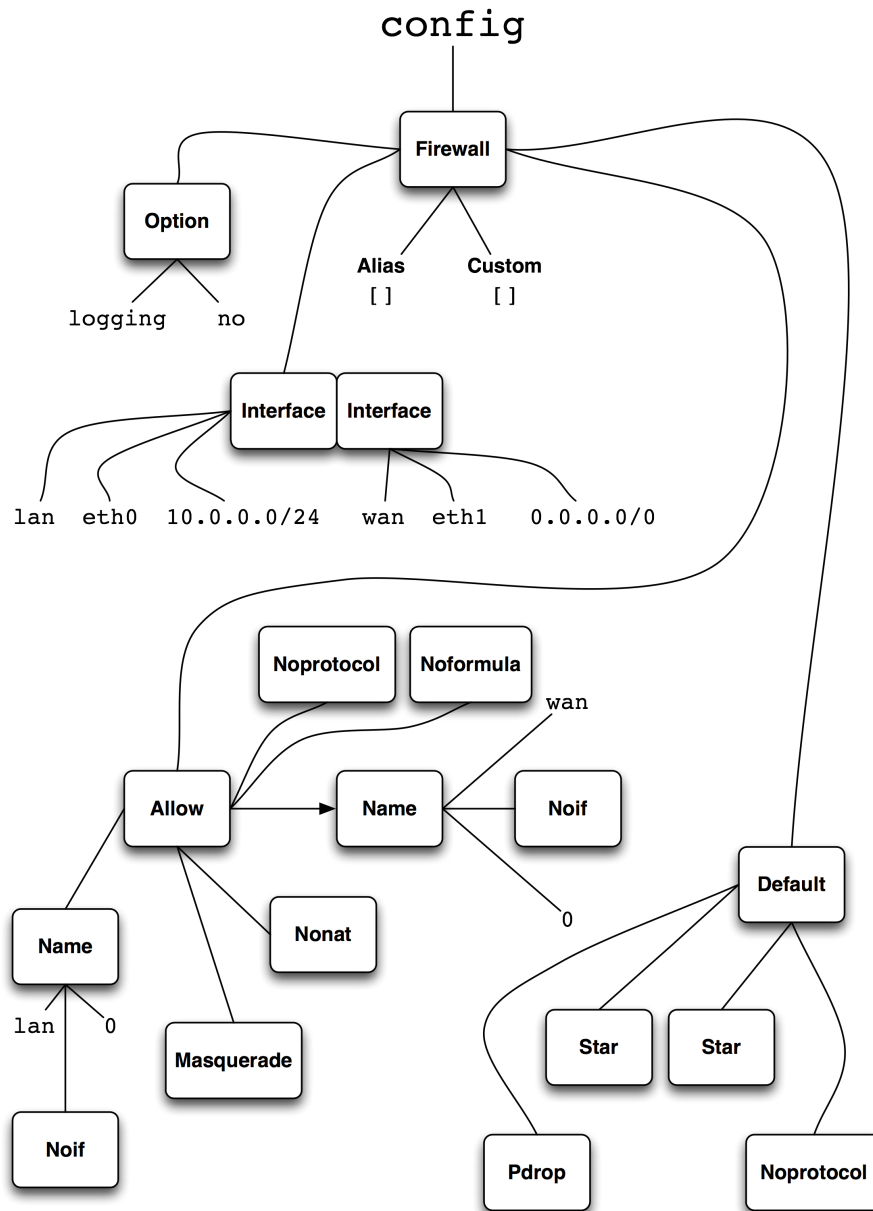 config
Firewall
Option
Alias
[]
Custom
[]
logging
no
Interface
Interface
lan
eth0
10.0.0.0/24
wan
eth1
0.0.0.0/0
Noprotocol
Noformula
wan
Allow
Name
Noif
0
Default
Name
Nonat
lan
0
Masquerade
Star
Star
Noif
Pdrop
Noprotocol